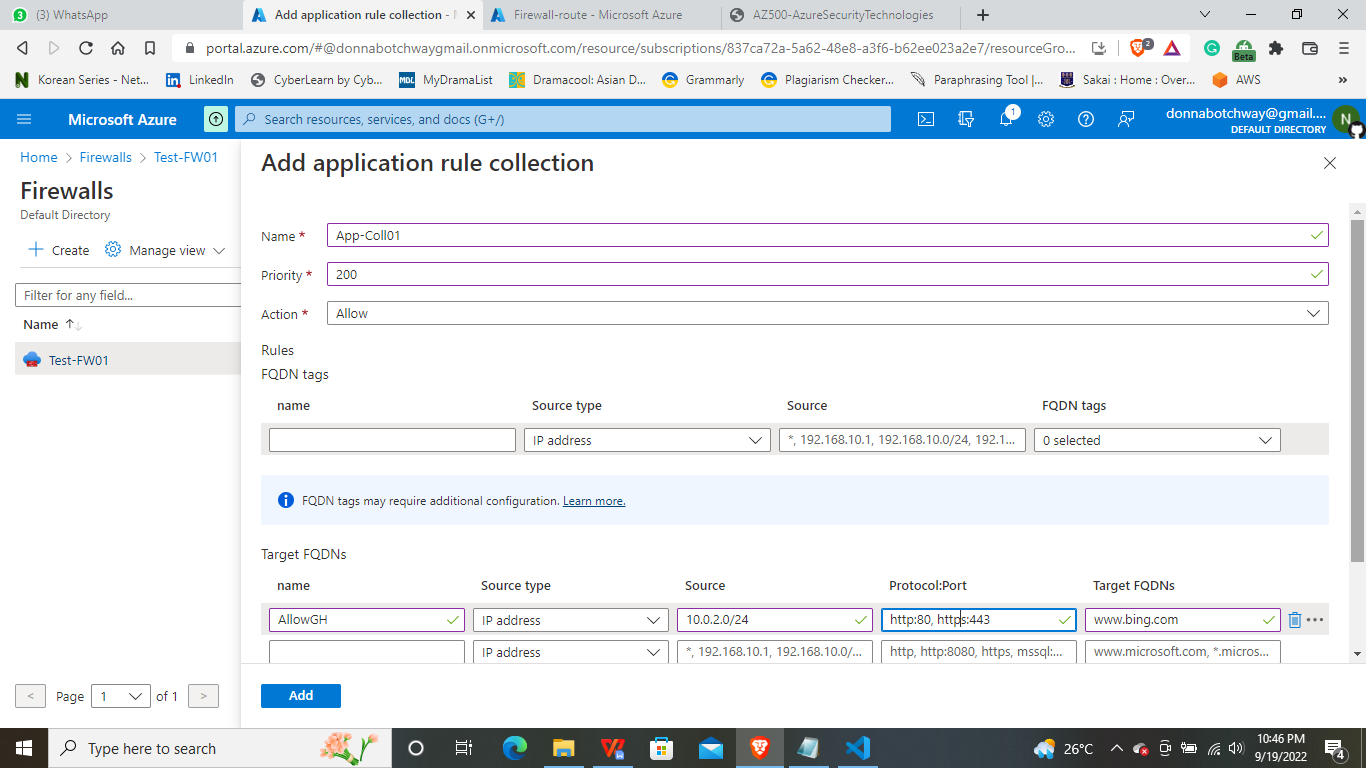 (3) WhatsApp
Add application rule collection - M
Firewall-route - Microsoft Azure
AZ500-AzureSecurityTechnologies
portal.azure.com/#@donnabotchwaygmail.onmicrosoft.com/resource/subscriptions/837ca72a-5a62-48e8-a3f6-b62ee023a2e7/resourceGro...
2
Beta
Korean Series - Net...
LinkedIn
CyberLearn by Cyb...
MDL MyDramaList
Dramacool: Asian D...
Grammarly
Plagiarism Checker...
Paraphrasing Tool |...
Sakai : Home : Over...
AWS
Microsoft Azure
Search resources, services, and docs (G+/)
1
donnabotchway@gmail....
DEFAULT DIRECTORY
N
Home > Firewalls > Test-FW01
Firewalls
Default Directory
Create
Manage view
Filter for any field...
Name
Test-FW01
< Page 1 of 1 >
Add application rule collection
Name * App-Coll01
Priority * 200
Action * Allow
Rules
FQDN tags
name Source type Source FQDN tags
IP address *, 192.168.10.1, 192.168.10.0/24, 192.1... 0 selected
FQDN tags may require additional configuration. Learn more.
Target FQDNs
name Source type Source Protocol:Port Target FQDNs
AllowGH IP address 10.0.2.0/24 http:80, https:443 www.bing.com
IP address *, 192.168.10.1, 192.168.10.0/... http, http:8080, https, mssql:... www.microsoft.com, *.micros...
Add
Type here to search
26°C
10:46 PM
9/19/2022
4